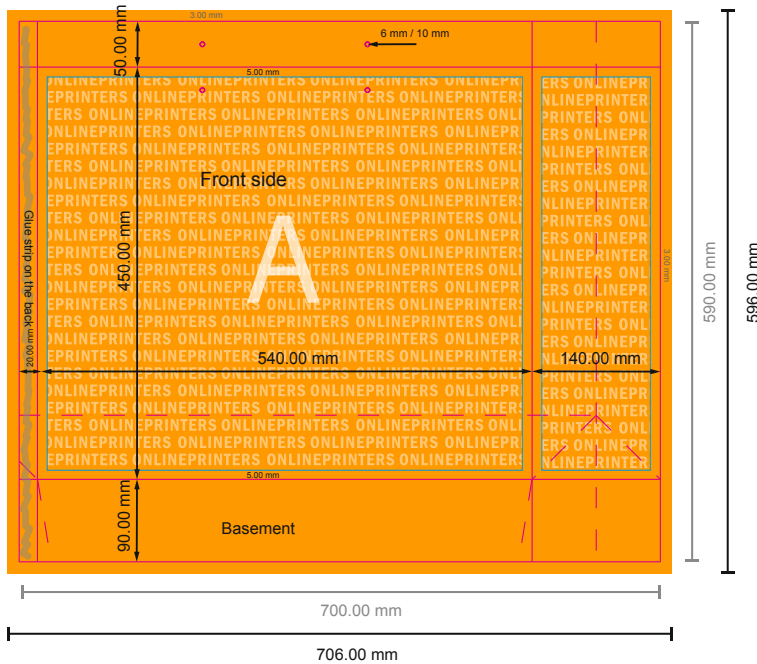 3.00 mm
50.00 mm
6 mm / 10 mm
5.00 mm
ONLINEPRINTERS ONLINEPRINTERS ONLINEPRINTERS
Front side
A
Glue strip on the back
20.00 mm
450.00 mm
540.00 mm
140.00 mm
3.00 mm
590.00 mm
596.00 mm
5.00 mm
90.00 mm
Basement
700.00 mm
706.00 mm